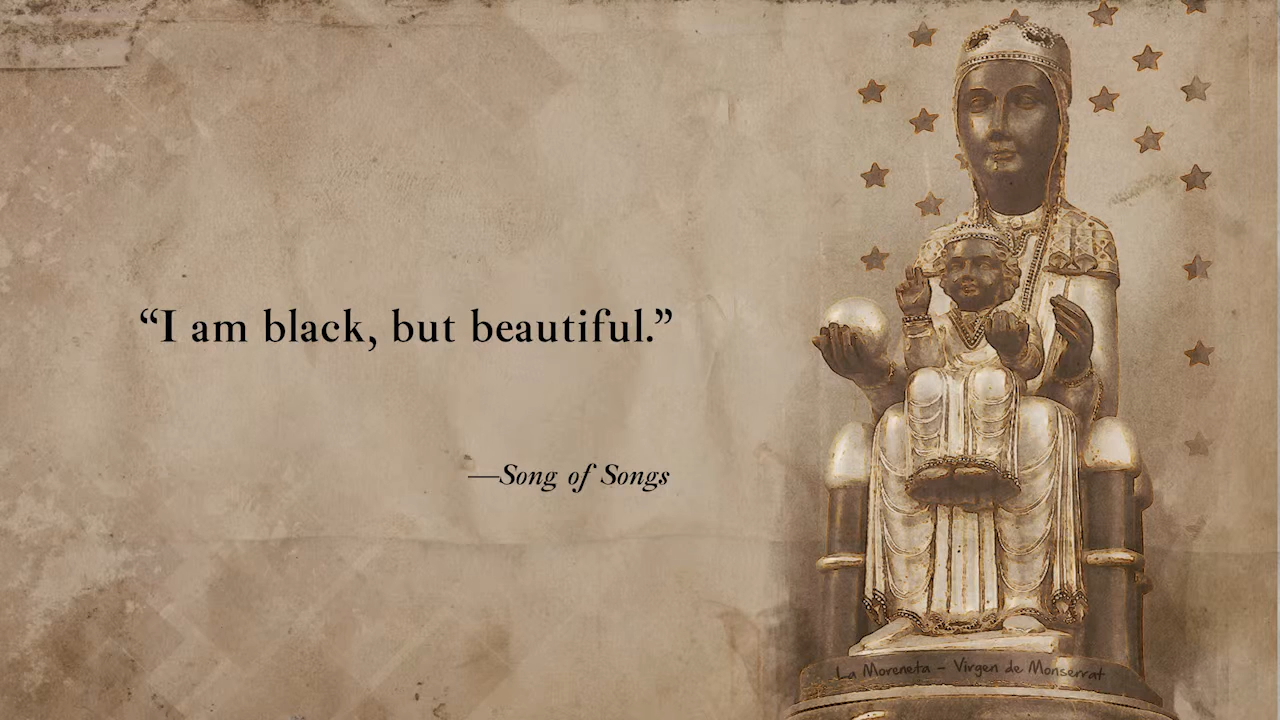 “I am black, but beautiful.”
—Song of Songs
La Moreneta – Virgen de Monserrat